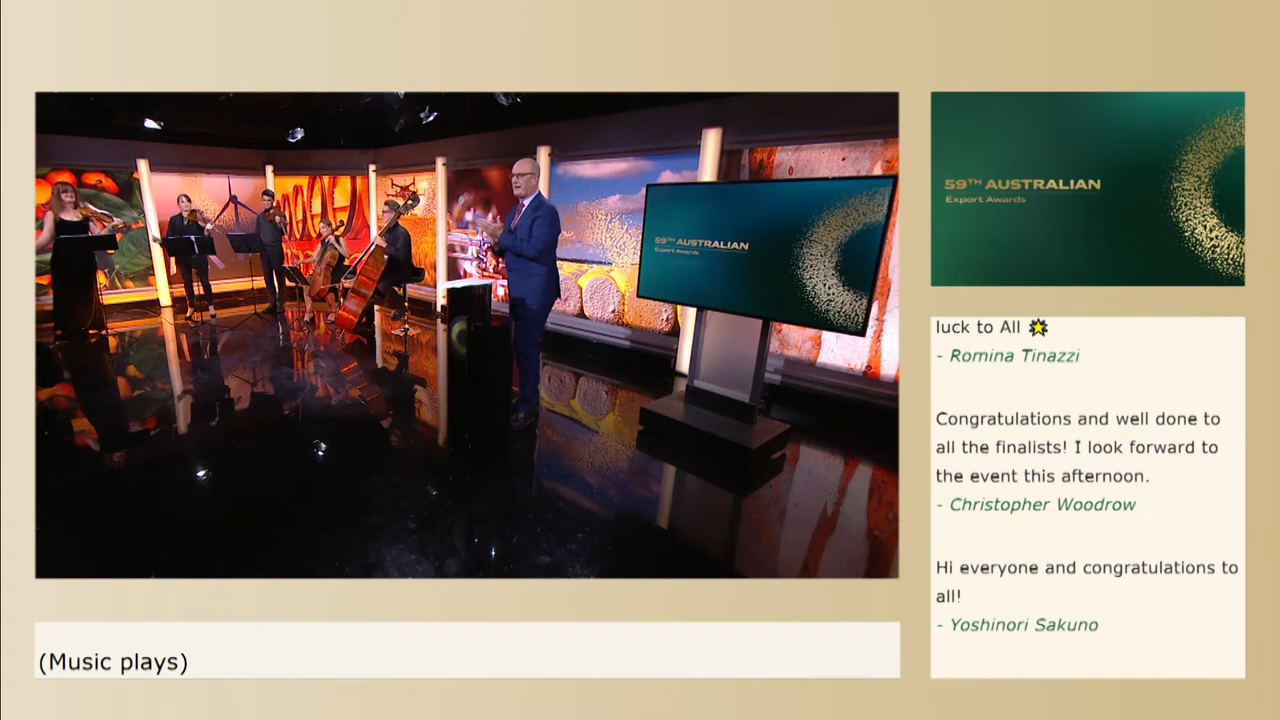 59TH AUSTRALIAN
Export Awards
59TH AUSTRALIAN
Export Awards
luck to All 🌟
- Romina Tinazzi
Congratulations and well done to
all the finalists! I look forward to
the event this afternoon.
- Christopher Woodrow
Hi everyone and congratulations to
all!
- Yoshinori Sakuno
(Music plays)